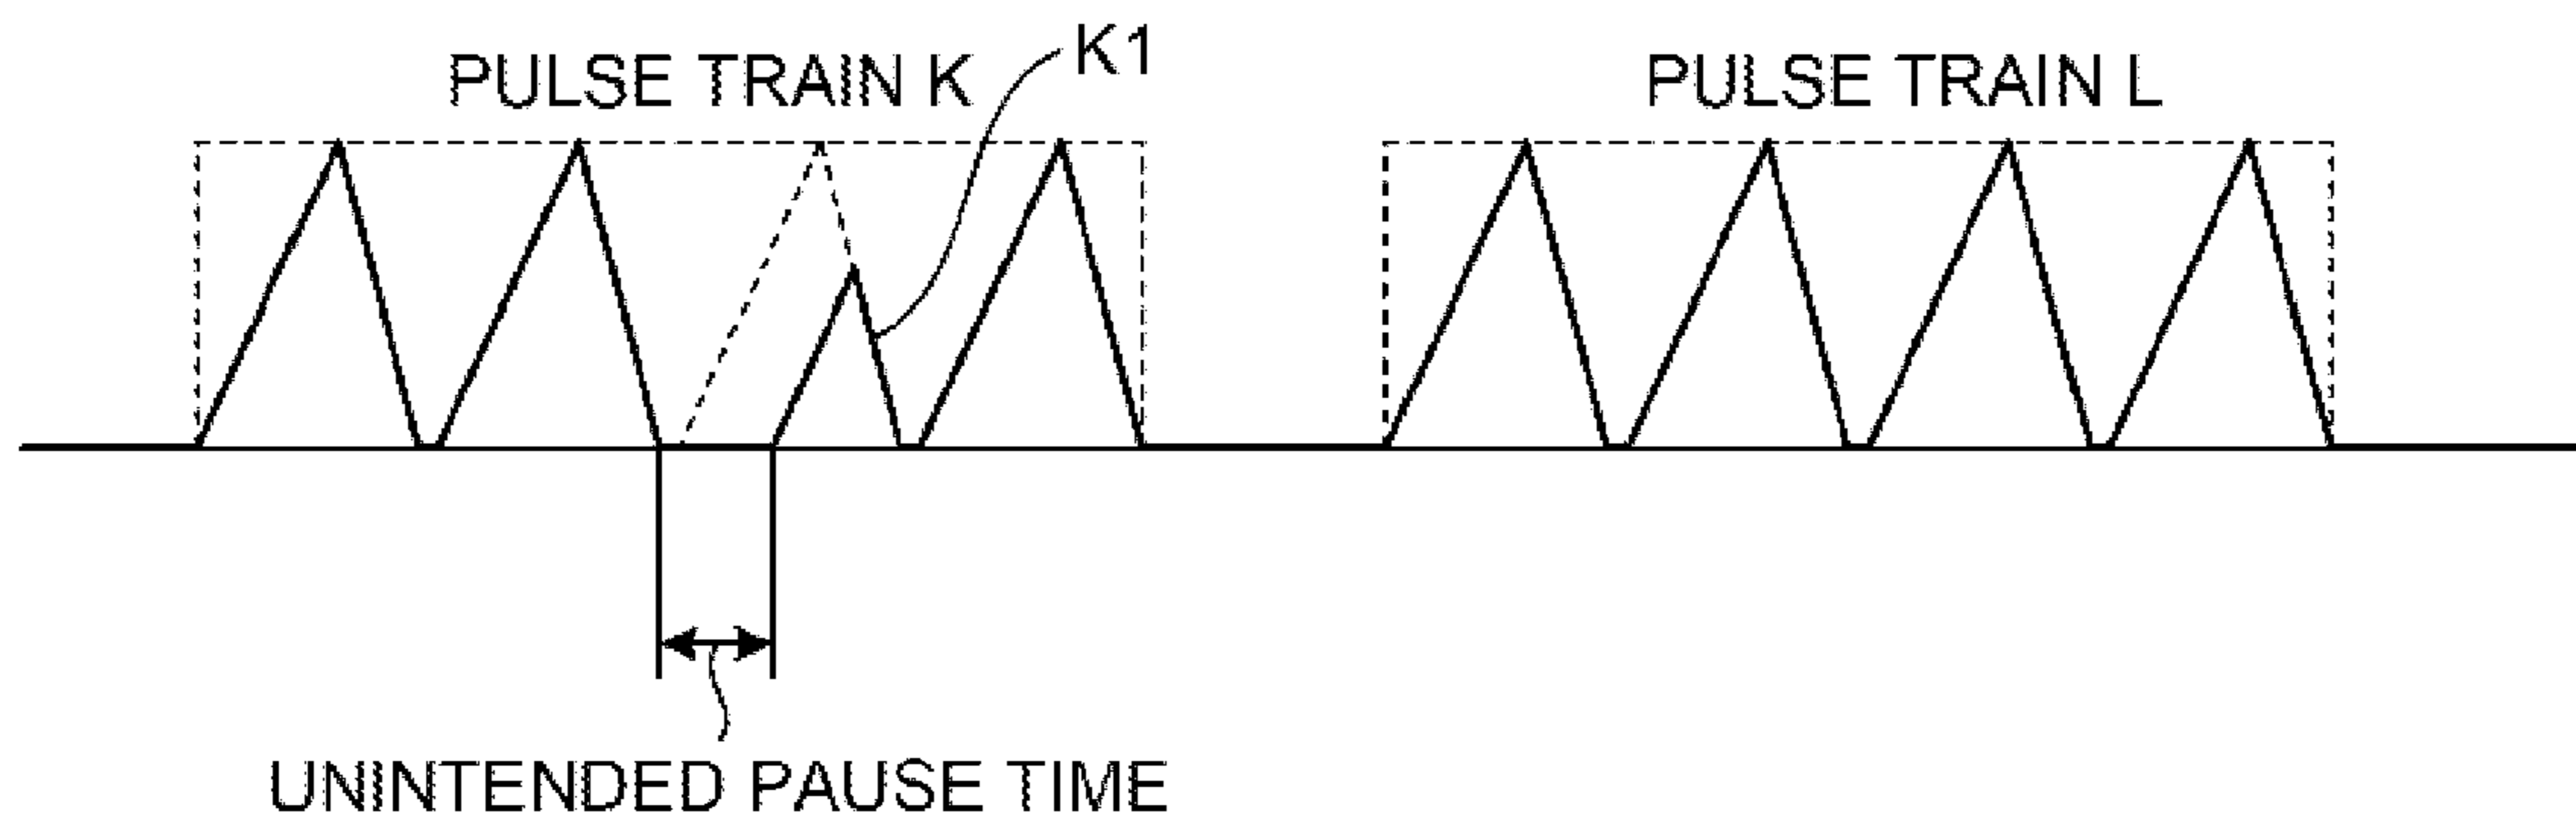 PULSE TRAIN K
K1
PULSE TRAIN L
UNINTENDED PAUSE TIME